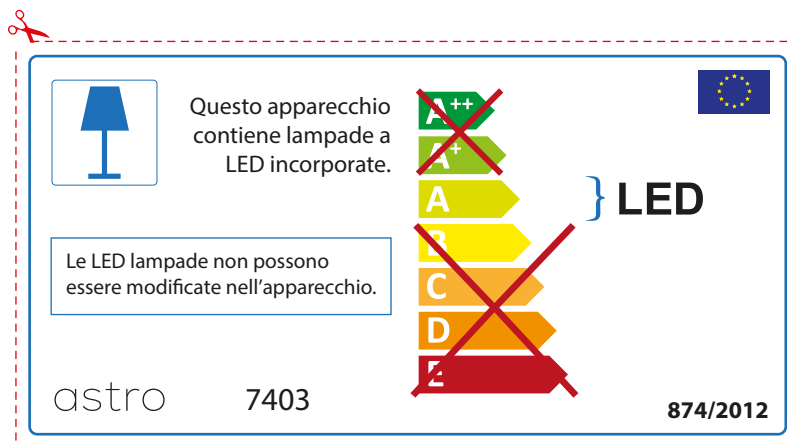 Questo apparecchio
contiene lampade a
LED incorporate.
Le LED lampade non possono
essere modificate nell'apparecchio.
A++
A+
A
B
C
D
E
} LED
astro
7403
874/2012